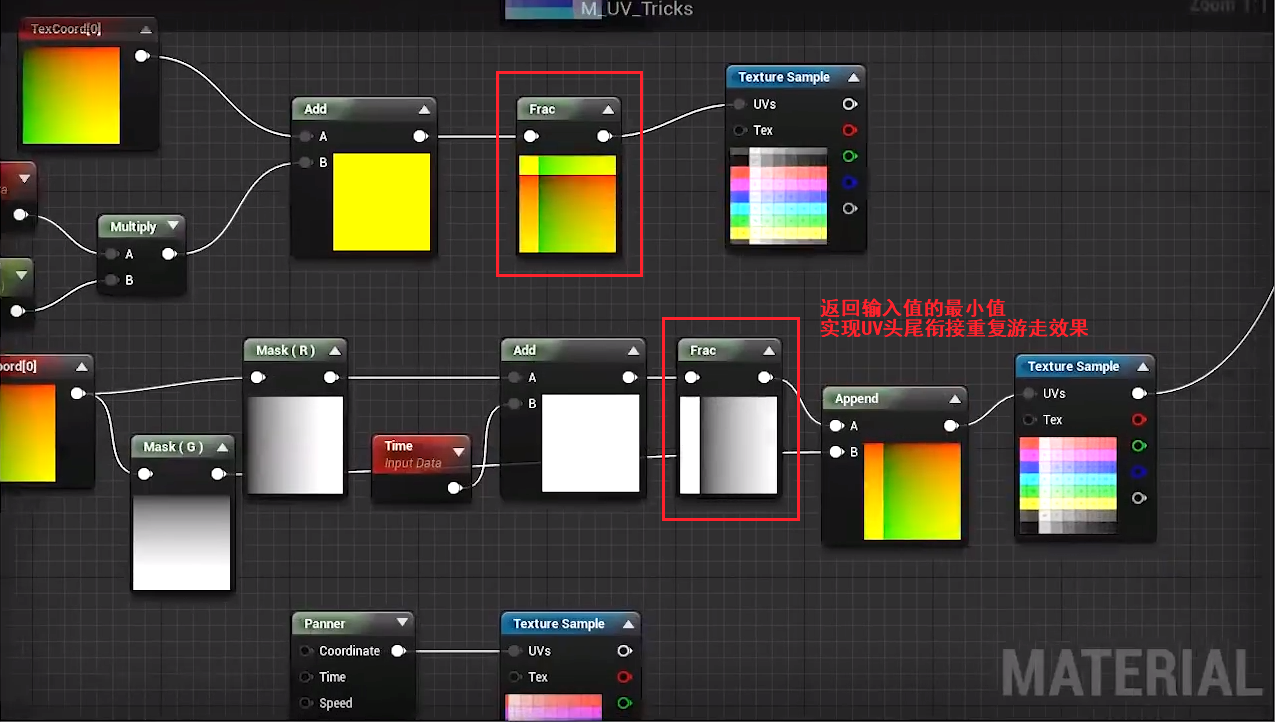 M_UV_Tricks
Zoom 1:1
TexCoord[0]
Add
A
B
Frac
Texture Sample
UVs
Tex
Multiply
A
B
返回输入值的最小值
实现UV头尾衔接重复游走效果
Mask ( R )
Add
A
B
Frac
Texture Sample
UVs
Tex
Append
A
B
Mask ( G )
Time
Input Data
Panner
Coordinate
Time
Speed
Texture Sample
UVs
Tex
MATERIAL